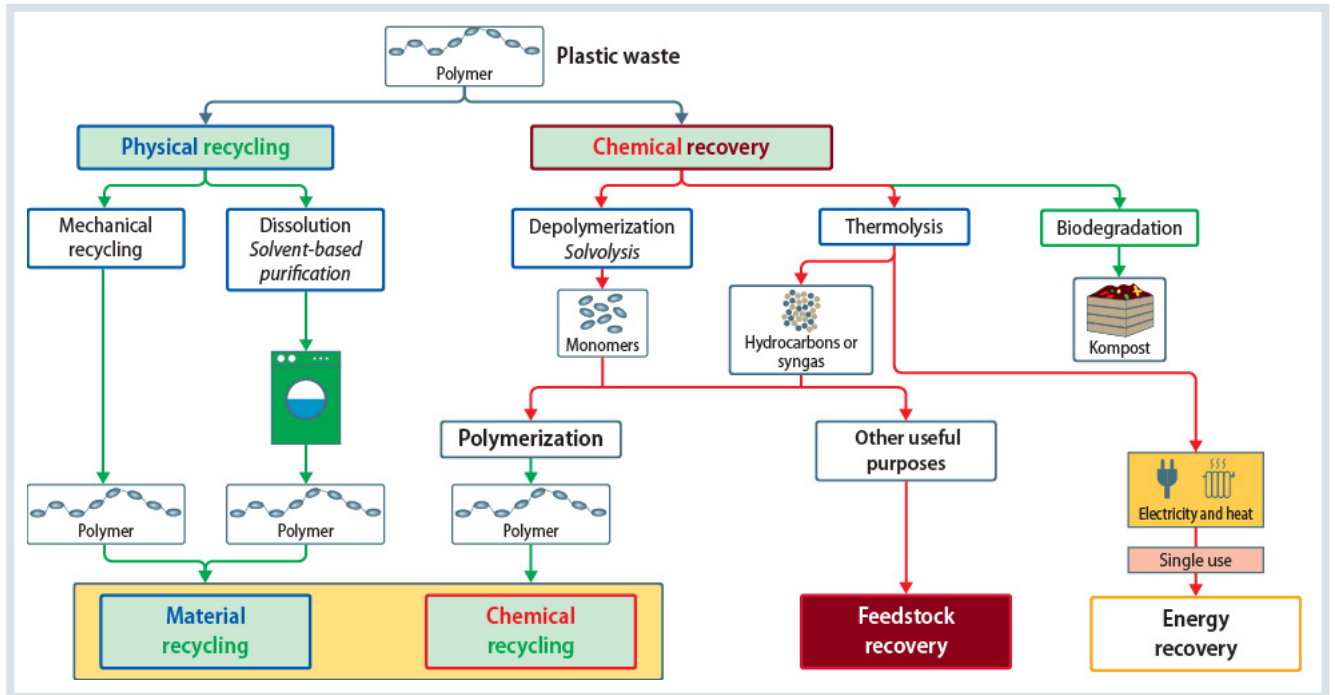 Polymer
Plastic waste
Physical recycling
Chemical recovery
Mechanical
recycling
Dissolution
Solvent-based
purification
Depolymerization
Solvolysis
Thermolysis
Biodegradation
Monomers
Hydrocarbons or
syngas
Kompost
Polymerization
Other useful
purposes
Polymer
Polymer
Polymer
Electricity and heat
Single use
Material
recycling
Chemical
recycling
Feedstock
recovery
Energy
recovery